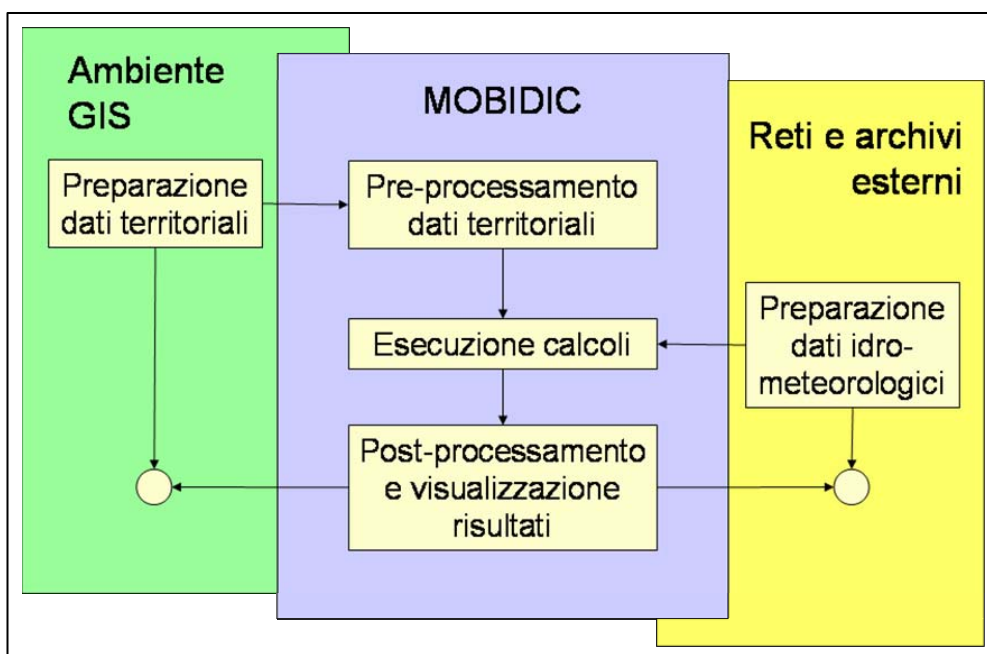 Ambiente
GIS
MOBIDIC
Reti e archivi
esterni
Preparazione
dati territoriali
Pre-processamento
dati territoriali
Preparazione
dati idro-
meteorologici
Esecuzione calcoli
Post-processamento
e visualizzazione
risultati